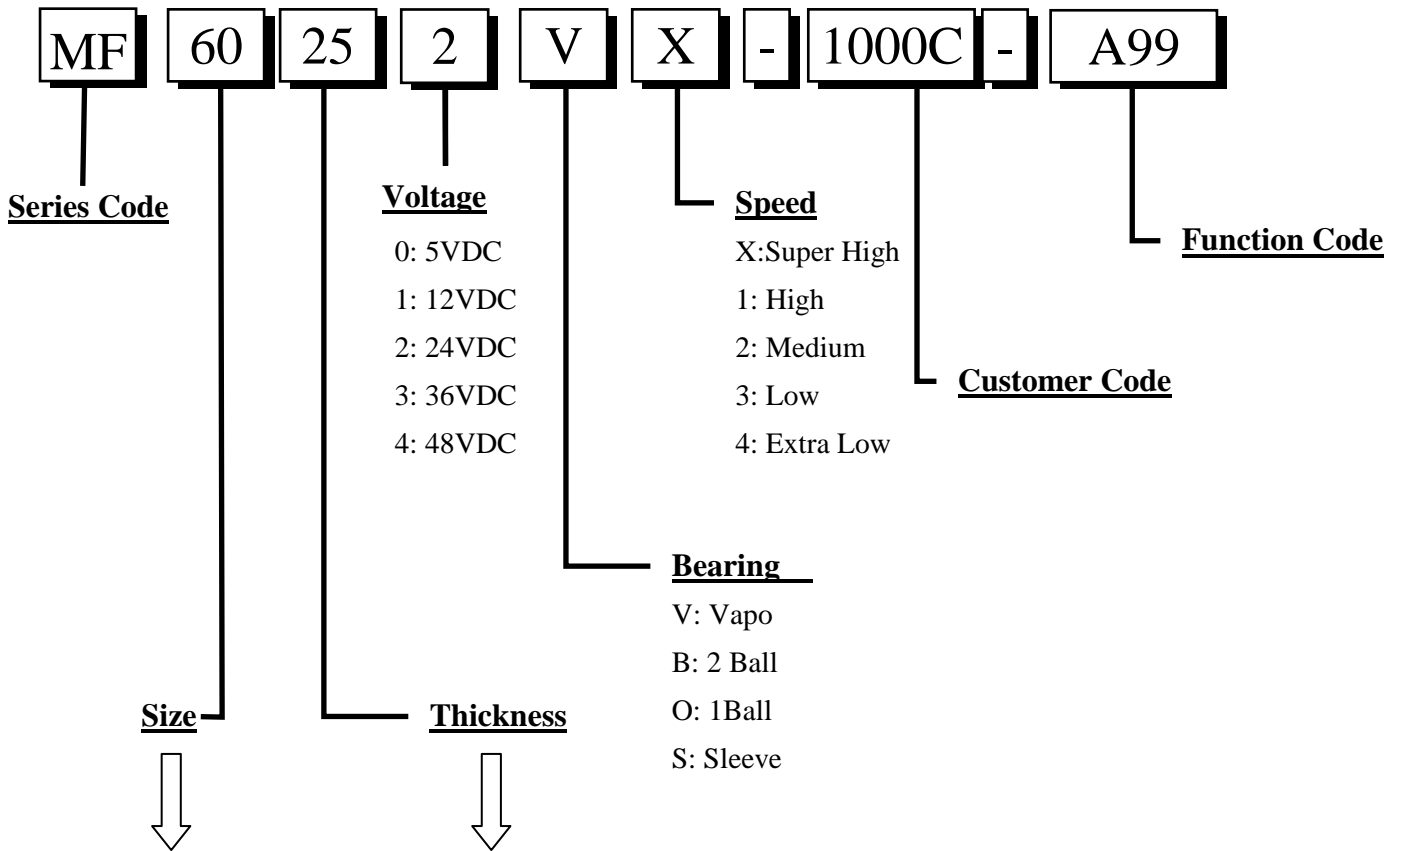 MF 60 25 2 V X - 1000C - A99
Series Code
Voltage
0: 5VDC
1: 12VDC
2: 24VDC
3: 36VDC
4: 48VDC
Speed
X:Super High
1: High
2: Medium
3: Low
4: Extra Low
Function Code
Customer Code
Bearing
V: Vapo
B: 2 Ball
O: 1Ball
S: Sleeve
Size
Thickness